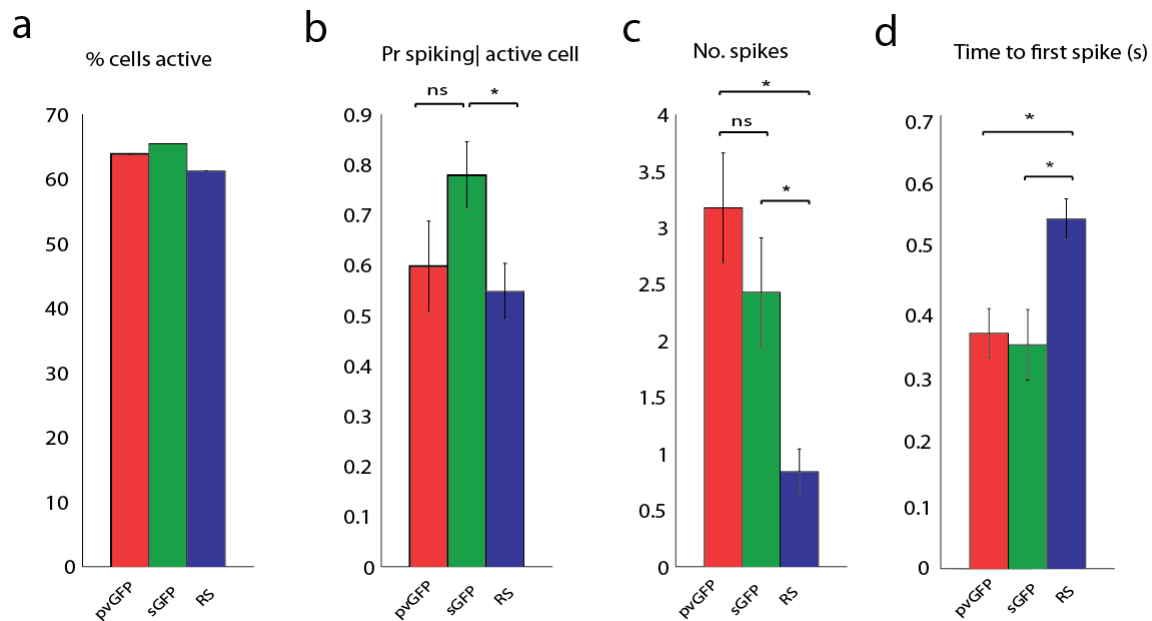 a
% cells active
70
60
50
40
30
20
10
0
pvGFP
sGFP
RS
b
Pr spiking| active cell
ns
*
0.9
0.8
0.7
0.6
0.5
0.4
0.3
0.2
0.1
0
pvGFP
sGFP
RS
c
No. spikes
*
ns
*
4
3.5
3
2.5
2
1.5
1
0.5
0
pvGFP
sGFP
RS
d
Time to first spike (s)
*
*
0.7
0.6
0.5
0.4
0.3
0.2
0.1
0
pvGFP
sGFP
RS